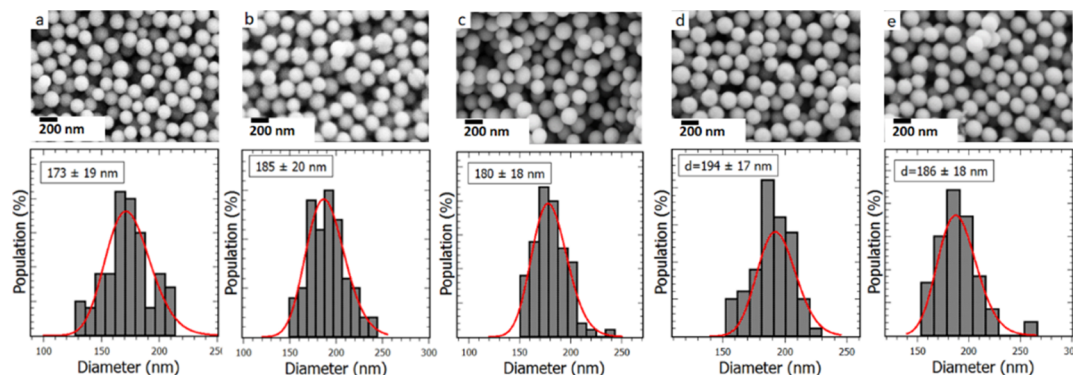 a
200 nm
b
200 nm
c
200 nm
d
200 nm
e
200 nm
173 ± 19 nm
Population (%)
100 150 200 250
Diameter (nm)
185 ± 20 nm
Population (%)
100 150 200 250 300
Diameter (nm)
180 ± 18 nm
Population (%)
100 150 200 250
Diameter (nm)
d=194 ± 17 nm
Population (%)
150 200 250
Diameter (nm)
d=186 ± 18 nm
Population (%)
150 200 250 300
Diameter (nm)